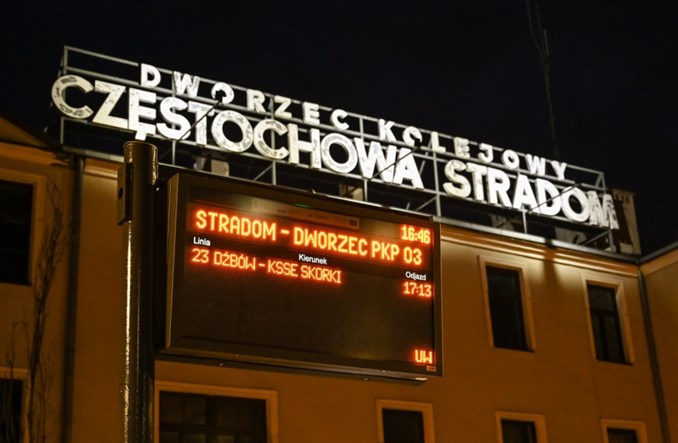 DWORZEC KOLEJOWY
CZĘSTOCHOWA STRADOM
16:46
STRADOM - DWORZEC PKP 03
Linia Kierunek Odjazd
23 DŹBÓW - KSSE SKORKI 17:13
UW